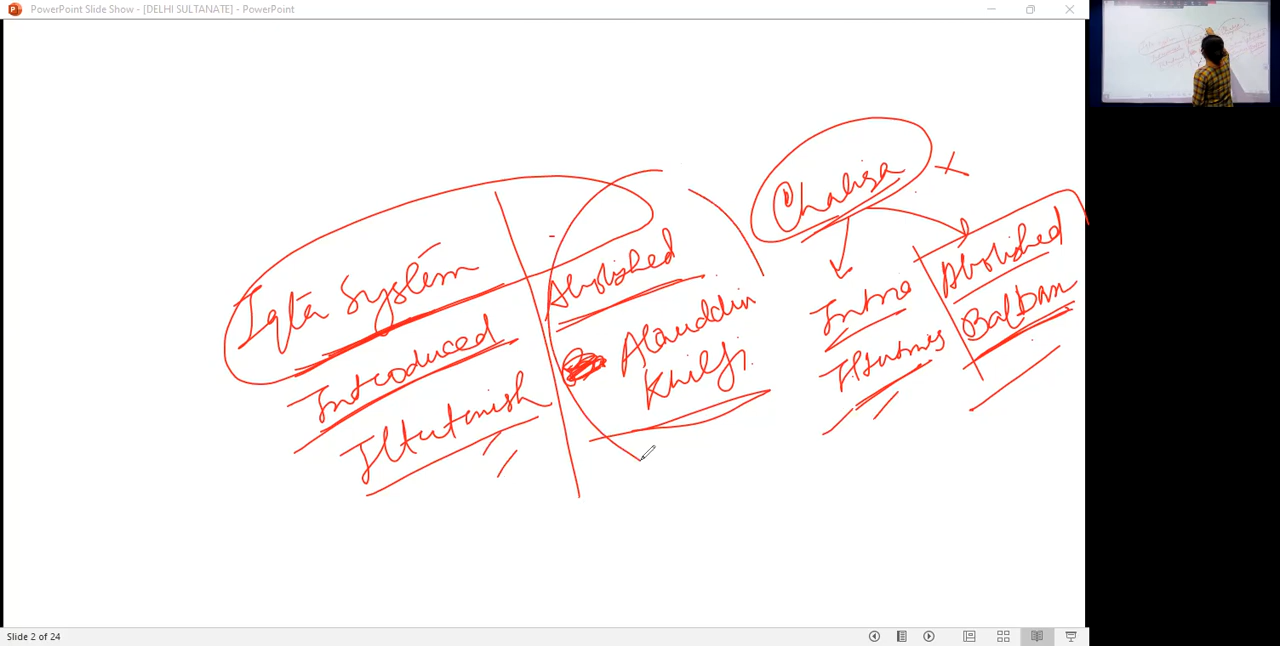 PowerPoint Slide Show - [DELHI SULTANATE] - PowerPoint
Iqta System
Introduced
Iltutmish
Abolished
Alauddin
Khilji
Chalisa
Intro
Iltutmis
Abolished
Balban
Slide 2 of 24